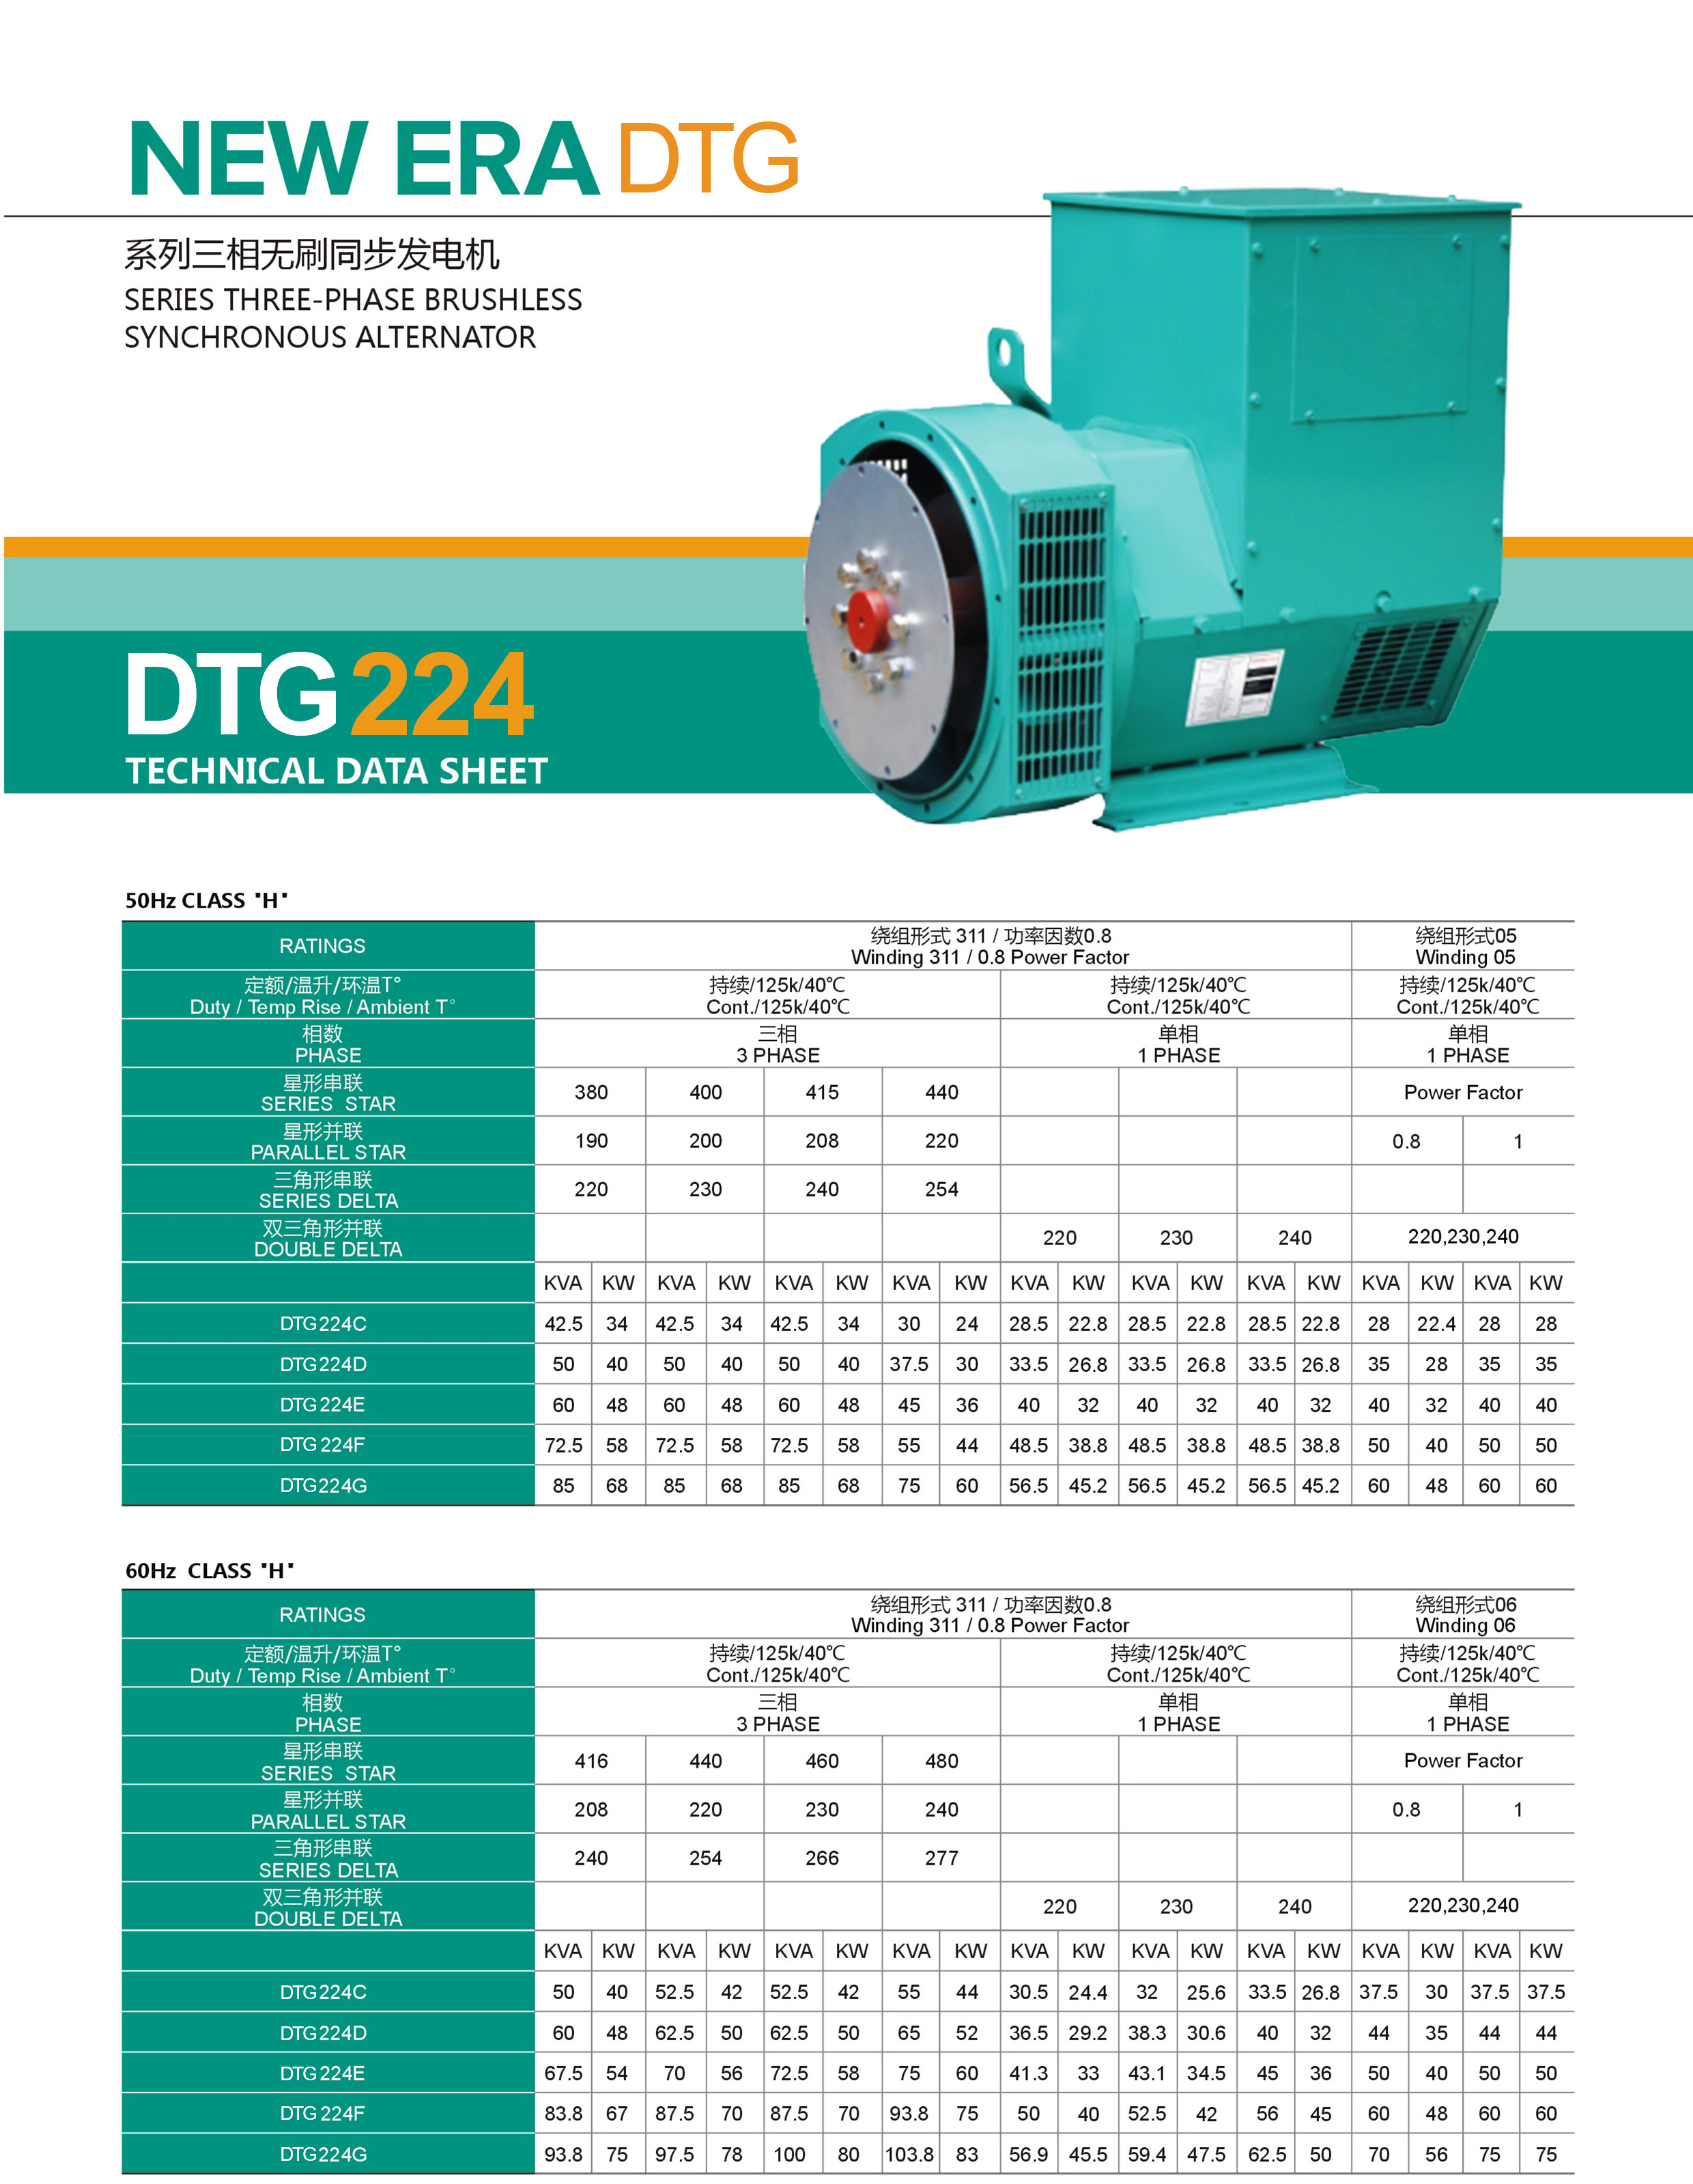 NEW ERA DTG
系列三相无刷同步发电机
SERIES THREE-PHASE BRUSHLESS
SYNCHRONOUS ALTERNATOR
DTG 224
TECHNICAL DATA SHEET
50Hz CLASS "H"
RATINGS
绕组形式 311 / 功率因数0.8
Winding 311 / 0.8 Power Factor
绕组形式05
Winding 05
定额/温升/环温T°
Duty / Temp Rise / Ambient T°
持续/125k/40℃
Cont./125k/40℃
持续/125k/40℃
Cont./125k/40℃
持续/125k/40℃
Cont./125k/40℃
相数
PHASE
三相
3 PHASE
单相
1 PHASE
单相
1 PHASE
星形串联
SERIES STAR
380 400 415 440 Power Factor
星形并联
PARALLEL STAR
190 200 208 220 0.8 1
三角形串联
SERIES DELTA
220 230 240 254
双三角形并联
DOUBLE DELTA
220 230 240 220,230,240
KVA KW KVA KW KVA KW KVA KW KVA KW KVA KW KVA KW KVA KW KVA KW
DTG224C 42.5 34 42.5 34 42.5 34 30 24 28.5 22.8 28.5 22.8 28.5 22.8 28 22.4 28 28
DTG224D 50 40 50 40 50 40 37.5 30 33.5 26.8 33.5 26.8 33.5 26.8 35 28 35 35
DTG224E 60 48 60 48 60 48 45 36 40 32 40 32 40 32 40 32 40 40
DTG224F 72.5 58 72.5 58 72.5 58 55 44 48.5 38.8 48.5 38.8 48.5 38.8 50 40 50 50
DTG224G 85 68 85 68 85 68 75 60 56.5 45.2 56.5 45.2 56.5 45.2 60 48 60 60
60Hz CLASS "H"
RATINGS
绕组形式 311 / 功率因数0.8
Winding 311 / 0.8 Power Factor
绕组形式06
Winding 06
定额/温升/环温T°
Duty / Temp Rise / Ambient T°
持续/125k/40℃
Cont./125k/40℃
持续/125k/40℃
Cont./125k/40℃
持续/125k/40℃
Cont./125k/40℃
相数
PHASE
三相
3 PHASE
单相
1 PHASE
单相
1 PHASE
星形串联
SERIES STAR
416 440 460 480 Power Factor
星形并联
PARALLEL STAR
208 220 230 240 0.8 1
三角形串联
SERIES DELTA
240 254 266 277
双三角形并联
DOUBLE DELTA
220 230 240 220,230,240
KVA KW KVA KW KVA KW KVA KW KVA KW KVA KW KVA KW KVA KW KVA KW
DTG224C 50 40 52.5 42 52.5 42 55 44 30.5 24.4 32 25.6 33.5 26.8 37.5 30 37.5 37.5
DTG224D 60 48 62.5 50 62.5 50 65 52 36.5 29.2 38.3 30.6 40 32 44 35 44 44
DTG224E 67.5 54 70 56 72.5 58 75 60 41.3 33 43.1 34.5 45 36 50 40 50 50
DTG224F 83.8 67 87.5 70 87.5 70 93.8 75 50 40 52.5 42 56 45 60 48 60 60
DTG224G 93.8 75 97.5 78 100 80 103.8 83 56.9 45.5 59.4 47.5 62.5 50 70 56 75 75